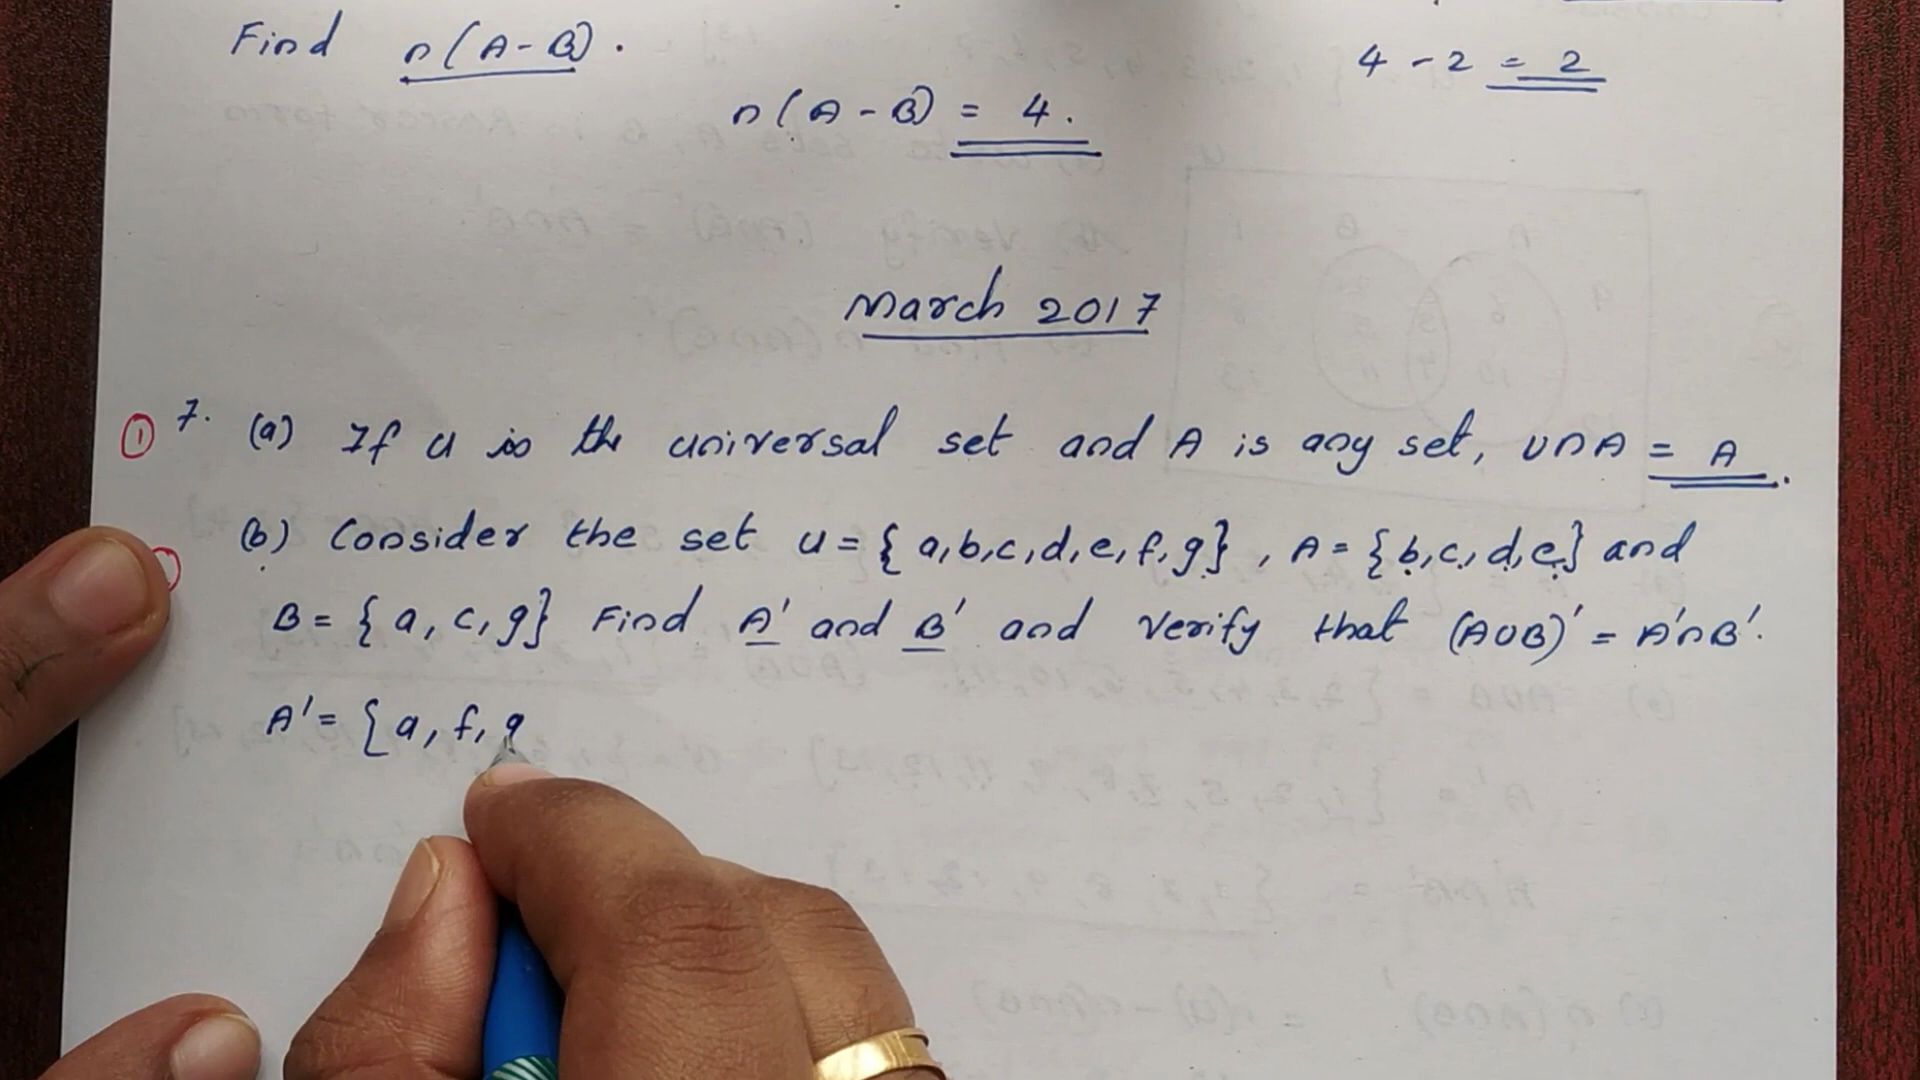 Find n(A-B).
4 - 2 = 2
n(A-B) = 4.
March 2017
① 7. (a) If U is the universal set and A is any set, U∩A = A.
(b) Consider the set U = {a,b,c,d,e,f,g}, A = {b,c,d,e} and
B = {a, c, g} Find A' and B' and verify that (A∪B)' = A'∩B'.
A' = {a, f, g